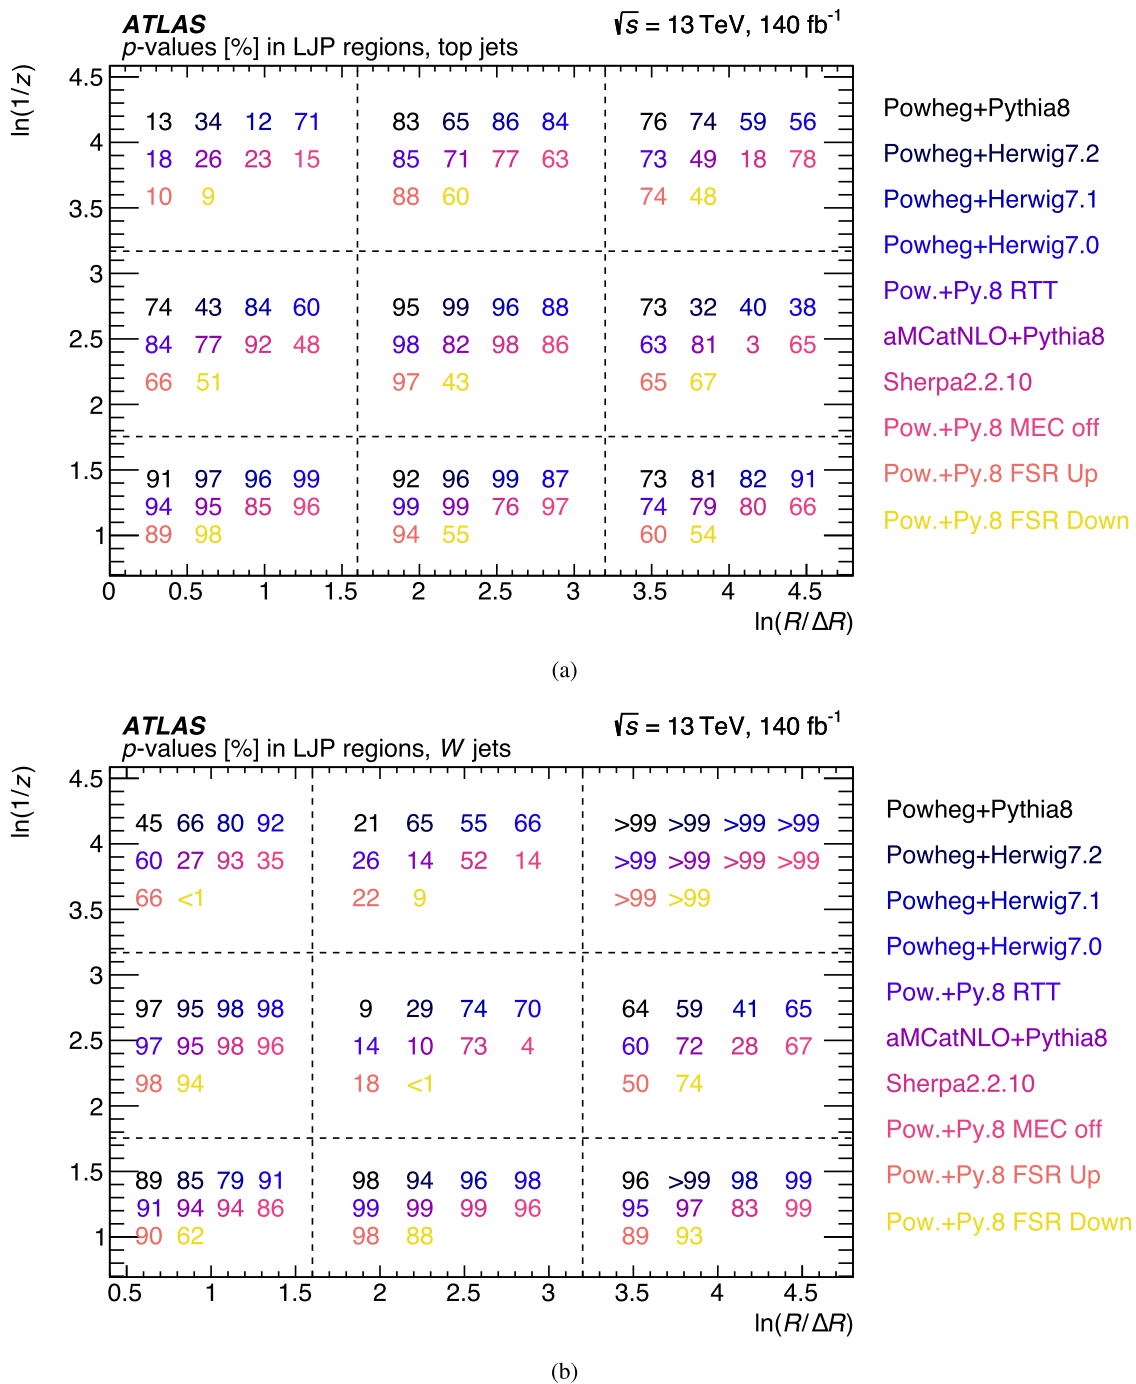 ATLAS
√s = 13 TeV, 140 fb⁻¹
p-values [%] in LJP regions, top jets
ln(1/z)
4.5
4
3.5
3
2.5
2
1.5
1
13 34 12 71 83 65 86 84 76 74 59 56
18 26 23 15 85 71 77 63 73 49 18 78
10 9 88 60 74 48
74 43 84 60 95 99 96 88 73 32 40 38
84 77 92 48 98 82 98 86 63 81 3 65
66 51 97 43 65 67
91 97 96 99 92 96 99 87 73 81 82 91
94 95 85 96 99 99 76 97 74 79 80 66
89 98 94 55 60 54
0 0.5 1 1.5 2 2.5 3 3.5 4 4.5
ln(R/ΔR)
Powheg+Pythia8
Powheg+Herwig7.2
Powheg+Herwig7.1
Powheg+Herwig7.0
Pow.+Py.8 RTT
aMCatNLO+Pythia8
Sherpa2.2.10
Pow.+Py.8 MEC off
Pow.+Py.8 FSR Up
Pow.+Py.8 FSR Down
(a)
ATLAS
√s = 13 TeV, 140 fb⁻¹
p-values [%] in LJP regions, W jets
ln(1/z)
4.5
4
3.5
3
2.5
2
1.5
1
45 66 80 92 21 65 55 66 >99 >99 >99 >99
60 27 93 35 26 14 52 14 >99 >99 >99 >99
66 <1 22 9 >99 >99
97 95 98 98 9 29 74 70 64 59 41 65
97 95 98 96 14 10 73 4 60 72 28 67
98 94 18 <1 50 74
89 85 79 91 98 94 96 98 96 >99 98 99
91 94 94 86 99 99 99 96 95 97 83 99
90 62 98 88 89 93
0.5 1 1.5 2 2.5 3 3.5 4 4.5
ln(R/ΔR)
Powheg+Pythia8
Powheg+Herwig7.2
Powheg+Herwig7.1
Powheg+Herwig7.0
Pow.+Py.8 RTT
aMCatNLO+Pythia8
Sherpa2.2.10
Pow.+Py.8 MEC off
Pow.+Py.8 FSR Up
Pow.+Py.8 FSR Down
(b)